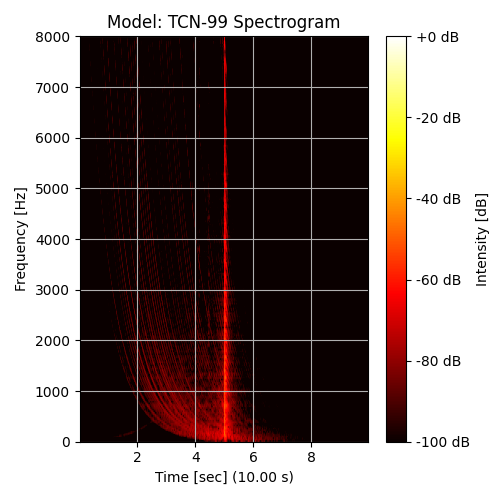 Model: TCN-99 Spectrogram
8000
7000
6000
5000
4000
3000
2000
1000
0
Frequency [Hz]
2
4
6
8
Time [sec] (10.00 s)
+0 dB
-20 dB
-40 dB
-60 dB
-80 dB
-100 dB
Intensity [dB]